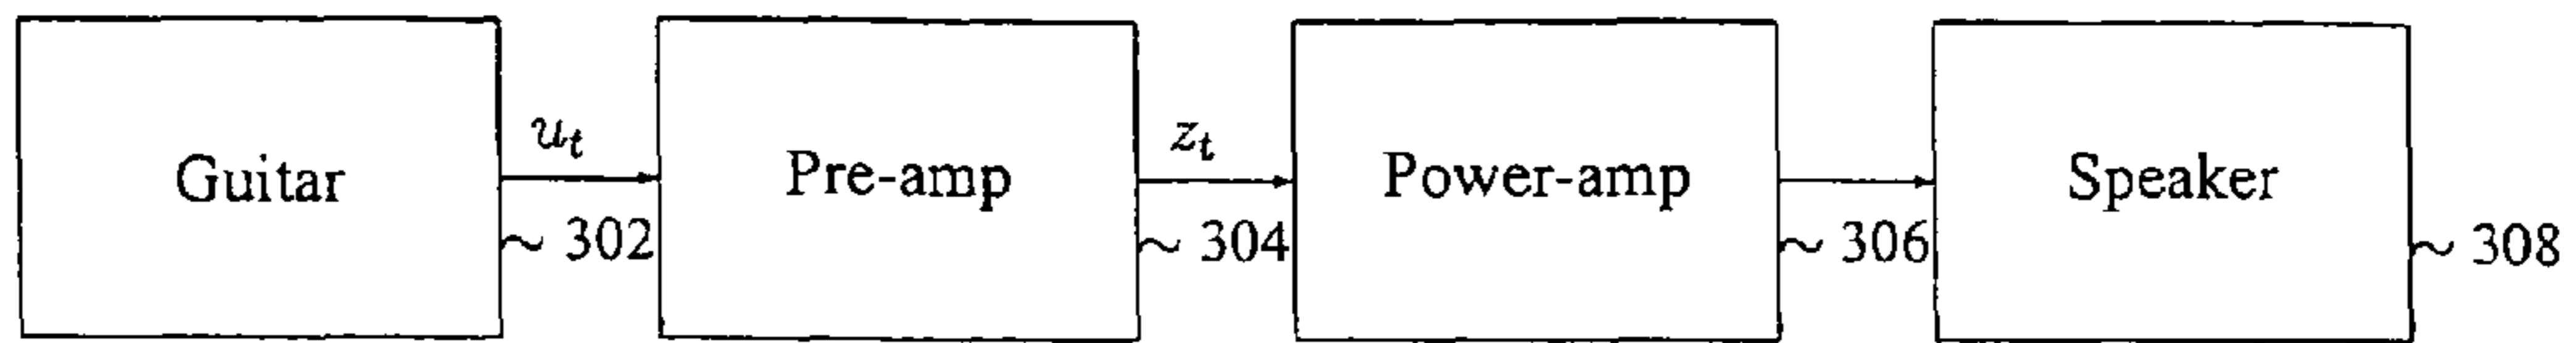 Guitar
u_t
~ 302
Pre-amp
z_t
~ 304
Power-amp
~ 306
Speaker
~ 308